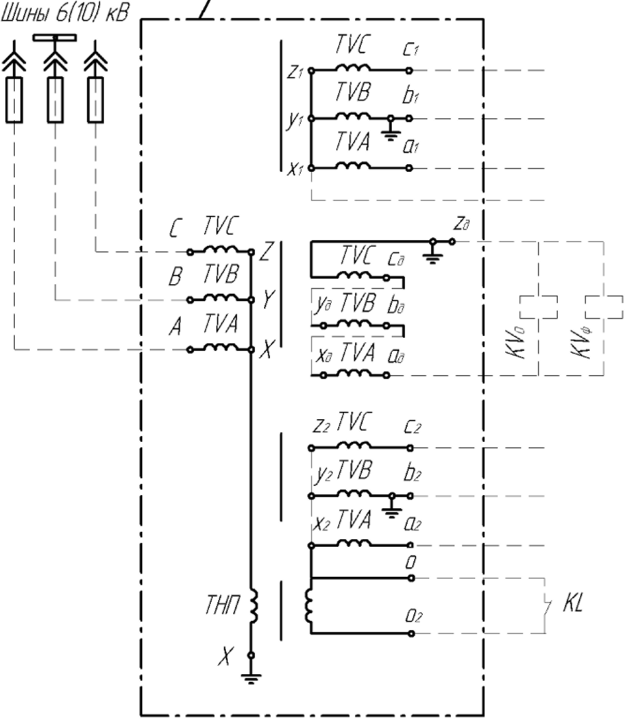 Шины 6(10) кВ
TVC c₁
z₁
TVB b₁
y₁
TVA a₁
x₁
C TVC Z
B TVB Y
A TVA X
zд
TVC cд
yд TVB bд
xд TVA aд
KV₀
KVф
z₂ TVC c₂
y₂ TVB b₂
x₂ TVA a₂
o
ТНП
o₂
KL
X